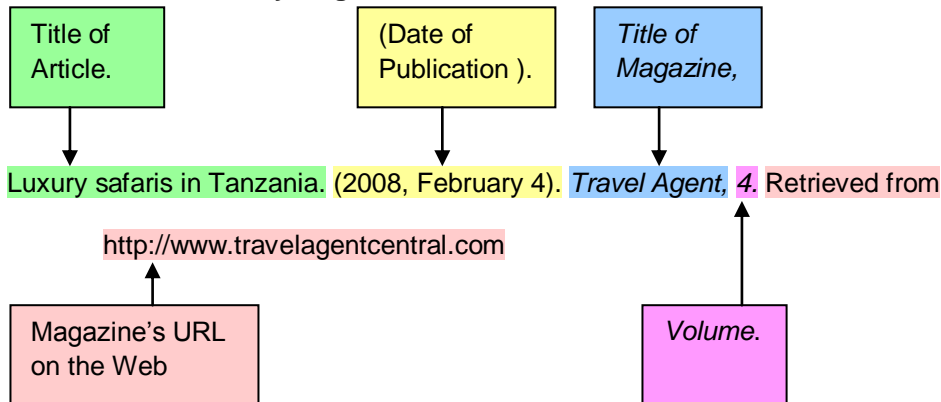 Title of
Article.
(Date of
Publication ).
Title of
Magazine,
Luxury safaris in Tanzania. (2008, February 4). Travel Agent, 4. Retrieved from
http://www.travelagentcentral.com
Magazine's URL
on the Web
Volume.